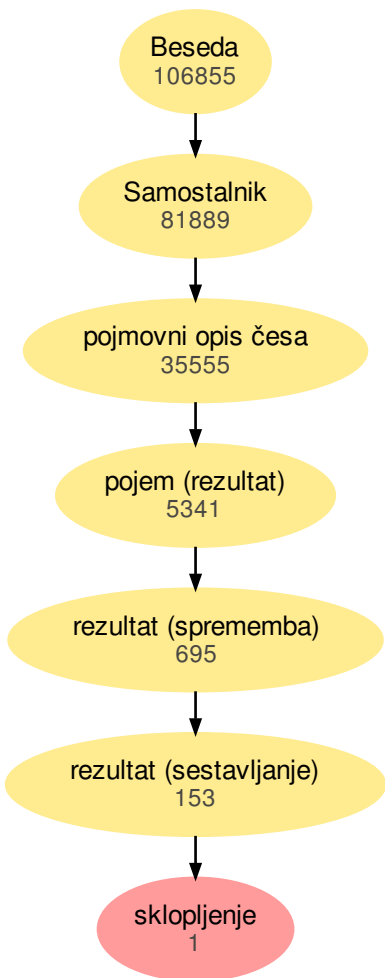 Beseda
106855
Samostalnik
81889
pojmovni opis česa
35555
pojem (rezultat)
5341
rezultat (sprememba)
695
rezultat (sestavljanje)
153
sklopljenje
1